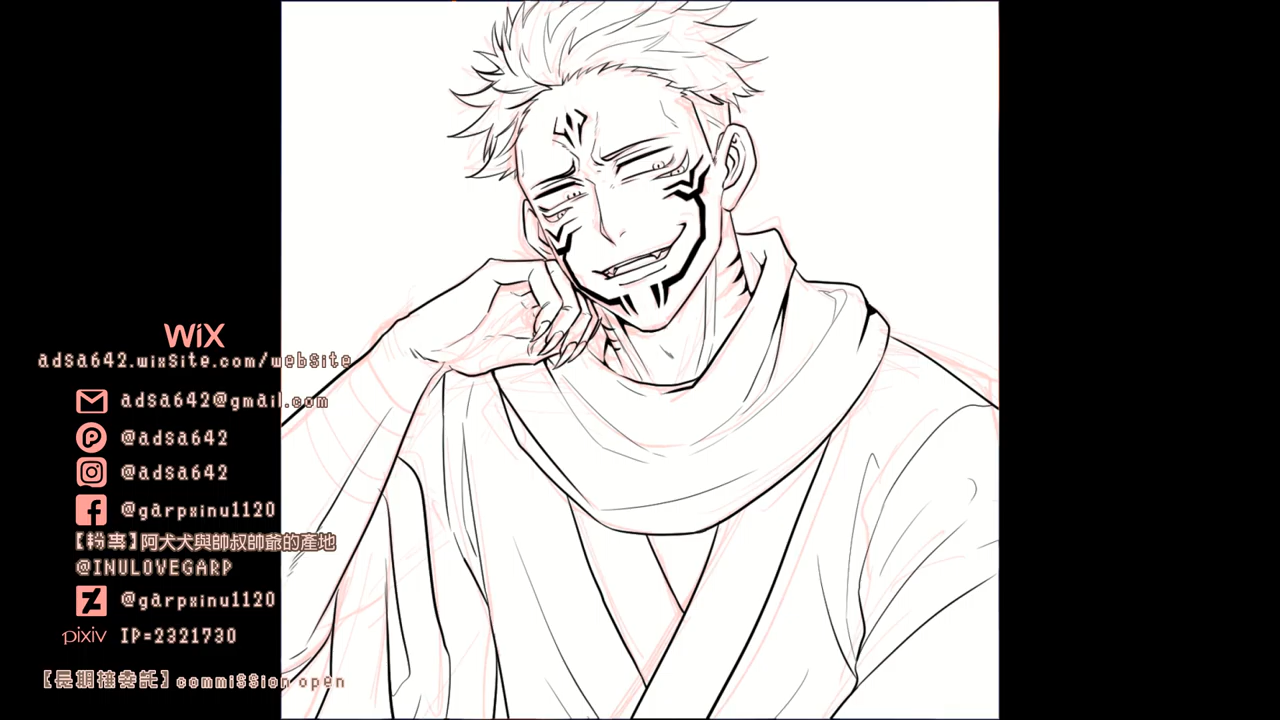 WiX
adsa642.wixsite.com/website
adsa642@gmail.com
@adsa642
@adsa642
@garpxinu1120
【粉專】阿犬犬與帥叔帥爺的產地
@INULOVEGARP
@garpxinu1120
pixiv IP=2321730
【長期接委託】commission open